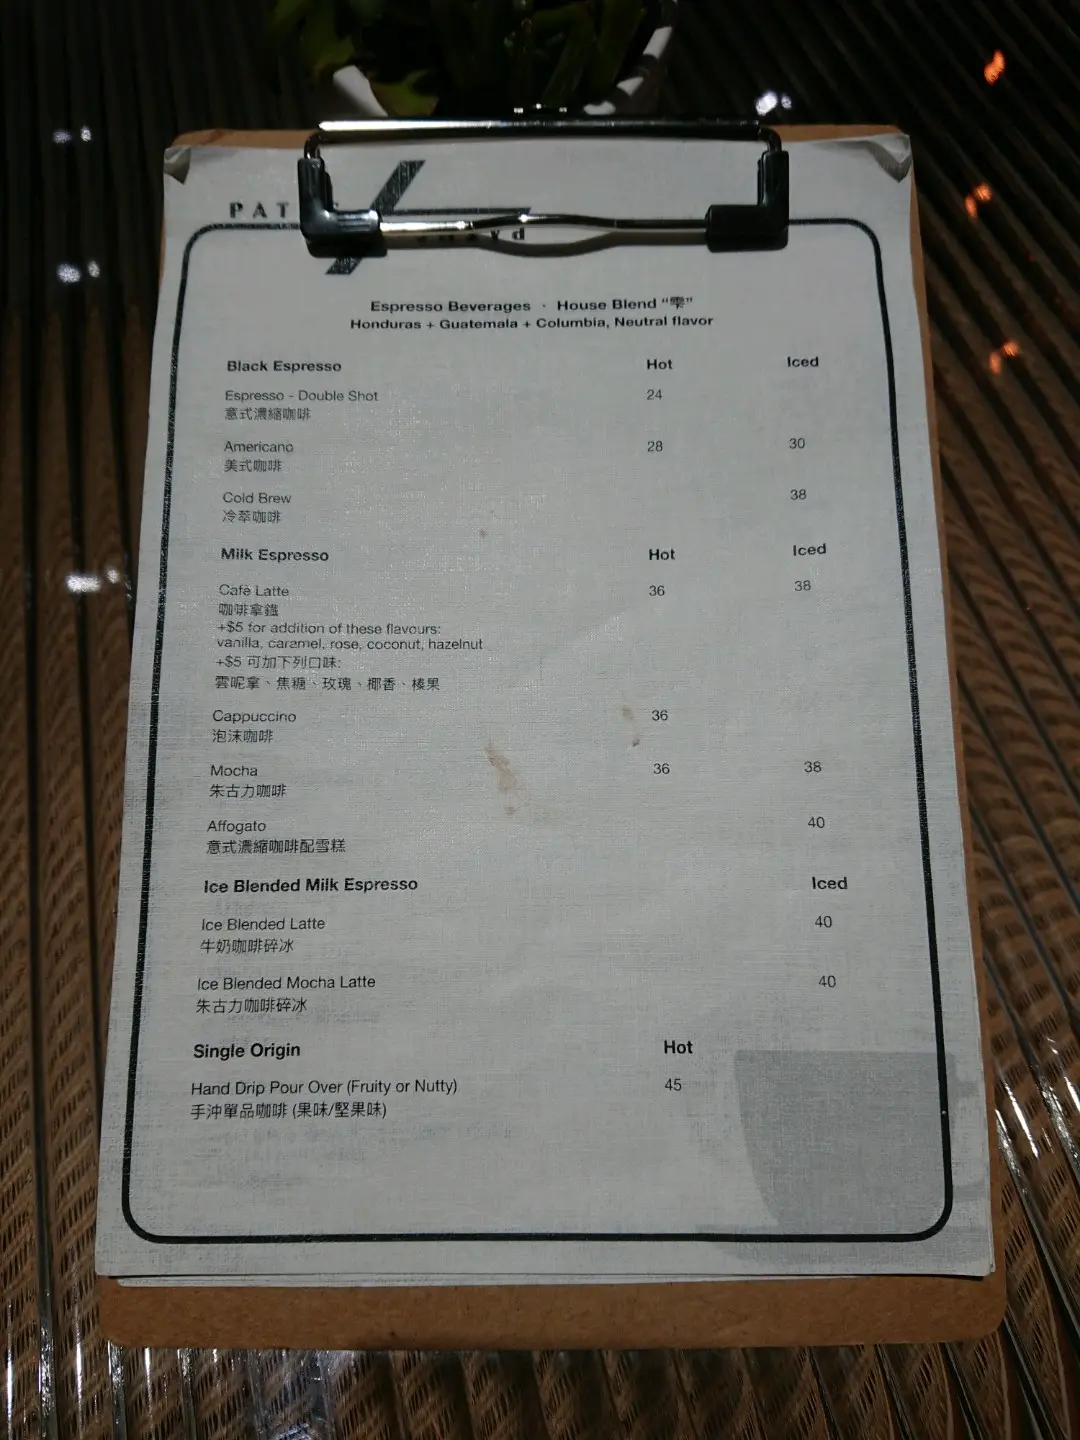 Espresso Beverages · House Blend “雫”
Honduras + Guatemala + Columbia, Neutral flavor
Black Espresso Hot Iced
Espresso - Double Shot 24
意式濃縮咖啡
Americano 28 30
美式咖啡
Cold Brew 38
冷萃咖啡
Milk Espresso Hot Iced
Café Latte 36 38
咖啡拿鐵
+$5 for addition of these flavours:
vanilla, caramel, rose, coconut, hazelnut
+$5 可加下列口味:
雲呢拿、焦糖、玫瑰、椰香、榛果
Cappuccino 36
泡沫咖啡
Mocha 36 38
朱古力咖啡
Affogato 40
意式濃縮咖啡配雪糕
Ice Blended Milk Espresso Iced
Ice Blended Latte 40
牛奶咖啡碎冰
Ice Blended Mocha Latte 40
朱古力咖啡碎冰
Single Origin Hot
Hand Drip Pour Over (Fruity or Nutty) 45
手沖單品咖啡 (果味/堅果味)